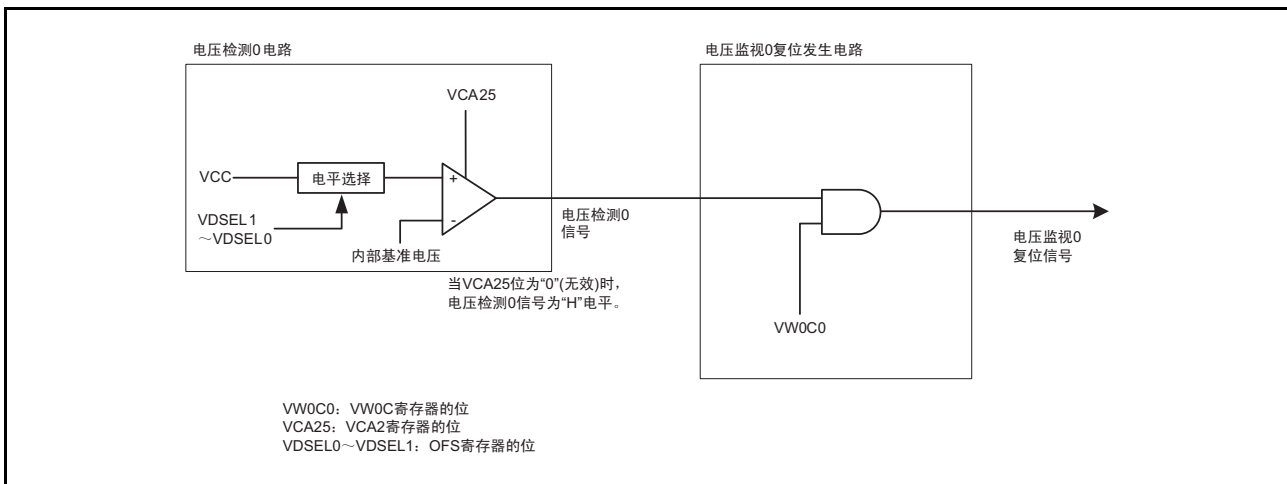 电压检测0电路
电压监视0复位发生电路
VCA25
VCC
电平选择
+
VDSEL1
～VDSEL0
-
内部基准电压
电压检测0
信号
电压监视0
复位信号
当VCA25位为“0”(无效)时，
电压检测0信号为“H”电平。
VW0C0
VW0C0：VW0C寄存器的位
VCA25：VCA2寄存器的位
VDSEL0～VDSEL1：OFS寄存器的位